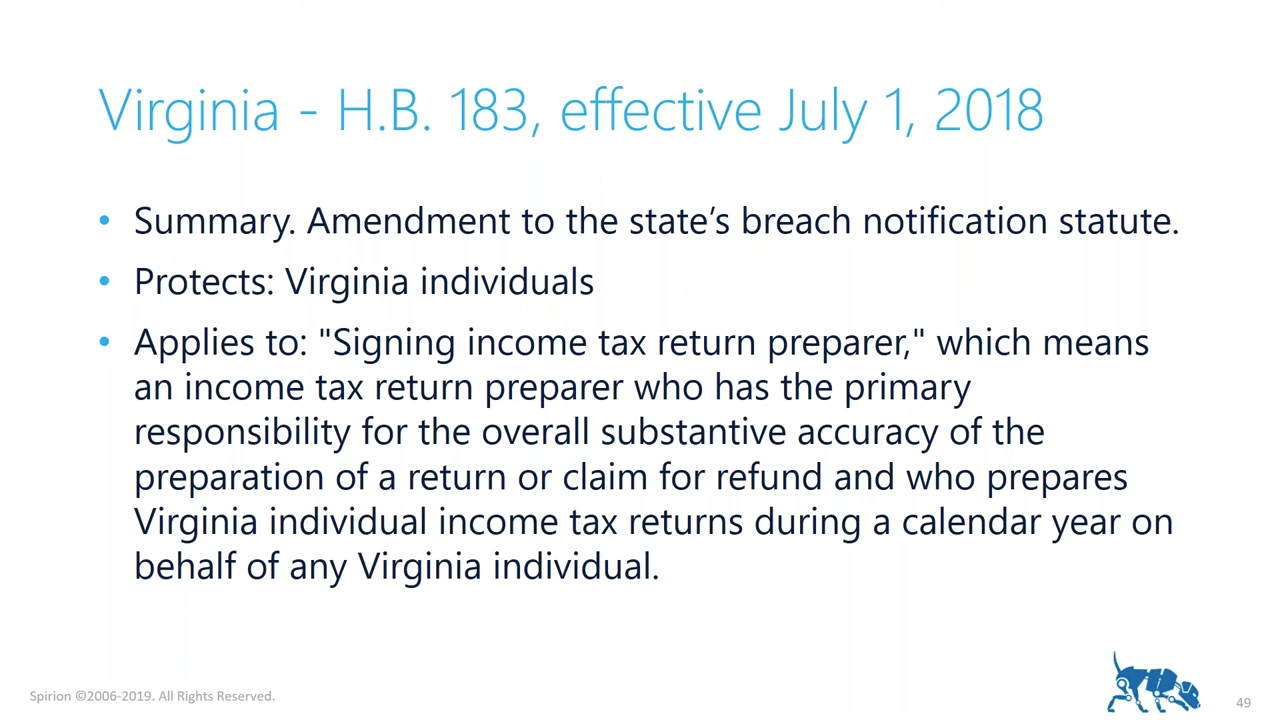 Virginia - H.B. 183, effective July 1, 2018
• Summary. Amendment to the state’s breach notification statute.
• Protects: Virginia individuals
• Applies to: "Signing income tax return preparer," which means
an income tax return preparer who has the primary
responsibility for the overall substantive accuracy of the
preparation of a return or claim for refund and who prepares
Virginia individual income tax returns during a calendar year on
behalf of any Virginia individual.
Spirion ©2006-2019. All Rights Reserved.
49